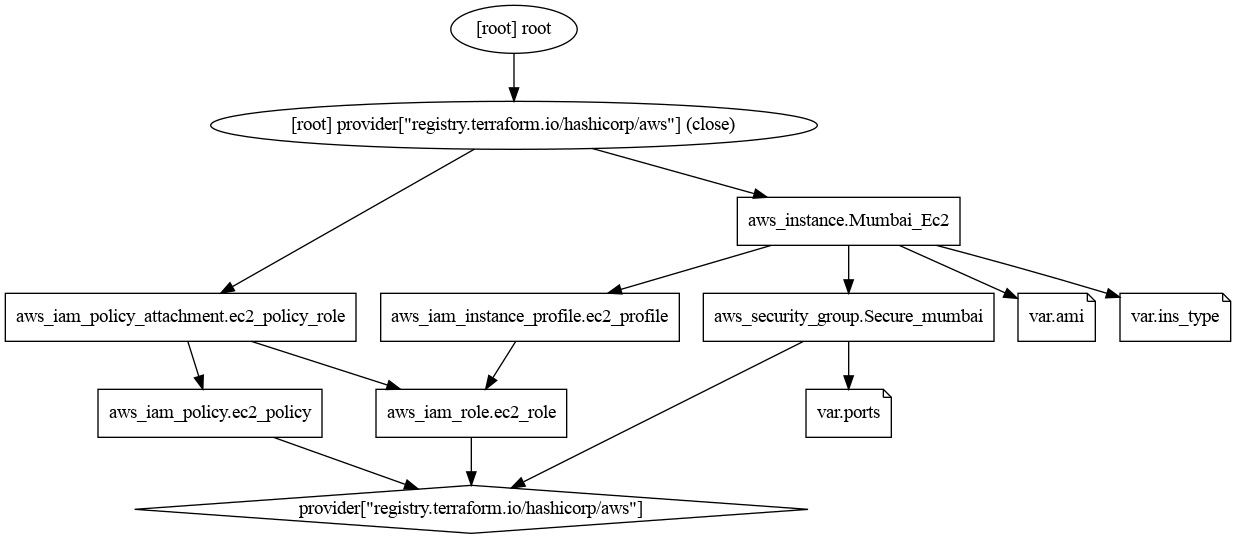 [root] root
[root] provider["registry.terraform.io/hashicorp/aws"] (close)
aws_instance.Mumbai_Ec2
aws_iam_policy_attachment.ec2_policy_role
aws_iam_instance_profile.ec2_profile
aws_security_group.Secure_mumbai
var.ami
var.ins_type
aws_iam_policy.ec2_policy
aws_iam_role.ec2_role
var.ports
provider["registry.terraform.io/hashicorp/aws"]